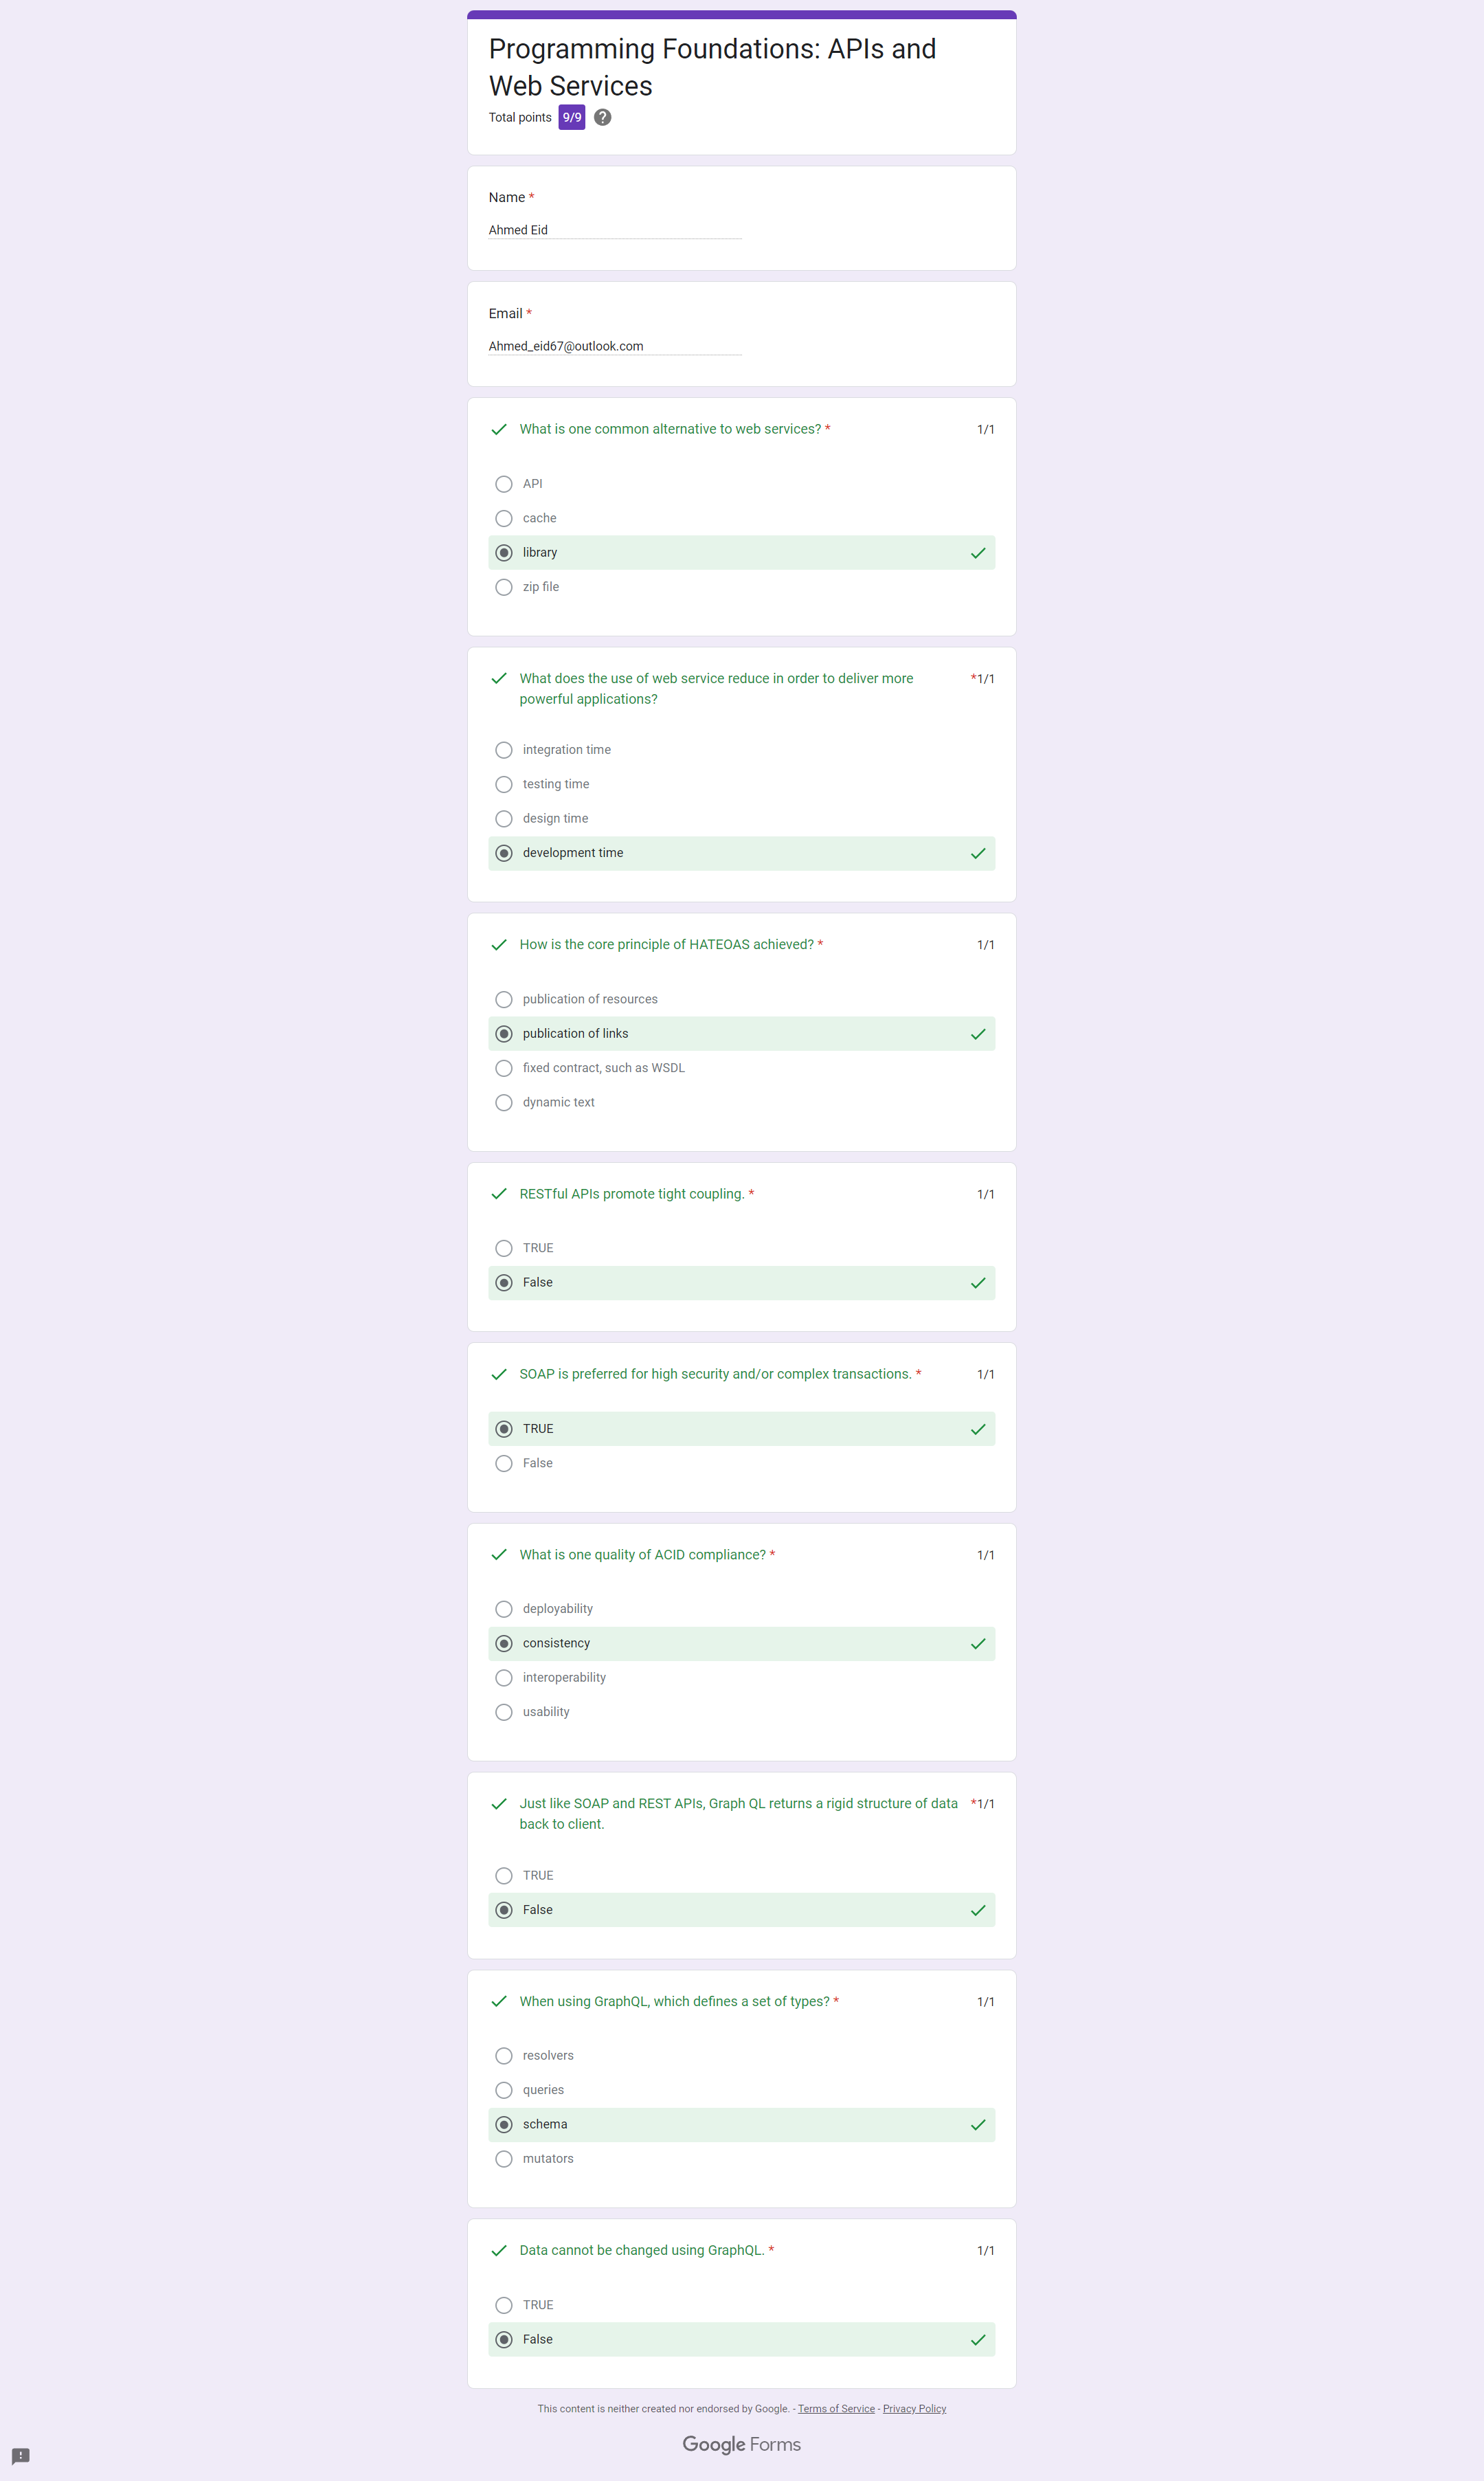 Programming Foundations: APIs and
Web Services
Total points 9/9 ?
Name *
Ahmed Eid
Email *
Ahmed_eid67@outlook.com
What is one common alternative to web services? * 1/1
API
cache
library
zip file
What does the use of web service reduce in order to deliver more *1/1
powerful applications?
integration time
testing time
design time
development time
How is the core principle of HATEOAS achieved? * 1/1
publication of resources
publication of links
fixed contract, such as WSDL
dynamic text
RESTful APIs promote tight coupling. * 1/1
TRUE
False
SOAP is preferred for high security and/or complex transactions. * 1/1
TRUE
False
What is one quality of ACID compliance? * 1/1
deployability
consistency
interoperability
usability
Just like SOAP and REST APIs, Graph QL returns a rigid structure of data *1/1
back to client.
TRUE
False
When using GraphQL, which defines a set of types? * 1/1
resolvers
queries
schema
mutators
Data cannot be changed using GraphQL. * 1/1
TRUE
False
This content is neither created nor endorsed by Google. - Terms of Service - Privacy Policy
Google Forms